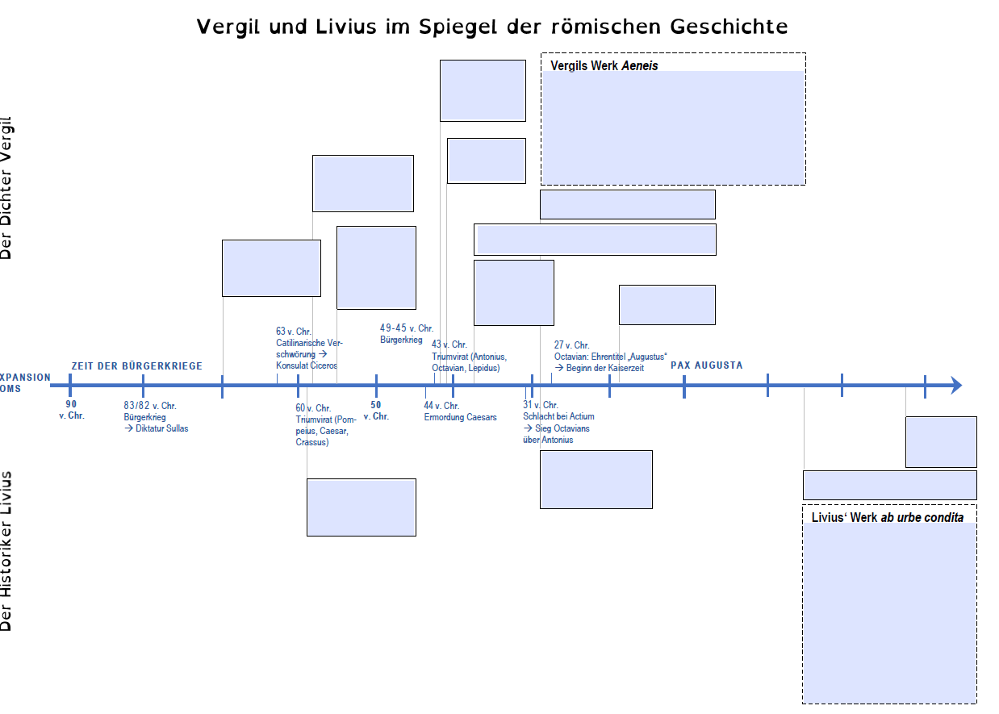 Vergil und Livius im Spiegel der römischen Geschichte
Der Dichter Vergil
Vergils Werk Aeneis
63 v. Chr.
Catilinarische Ver-
schwörung →
Konsulat Ciceros
49-45 v. Chr.
Bürgerkrieg
43 v. Chr.
Triumvirat (Antonius,
Octavian, Lepidus)
27 v. Chr.
Octavian: Ehrentitel „Augustus“
→ Beginn der Kaiserzeit
ZEIT DER BÜRGERKRIEGE
PAX AUGUSTA
XPANSION
OMS
90
v. Chr.
83/82 v. Chr.
Bürgerkrieg
→ Diktatur Sullas
60 v. Chr.
Triumvirat (Pom-
peius, Caesar,
Crassus)
50
v. Chr.
44 v. Chr.
Ermordung Caesars
31 v. Chr.
Schlacht bei Actium
→ Sieg Octavians
über Antonius
Der Historiker Livius
Livius‘ Werk ab urbe condita